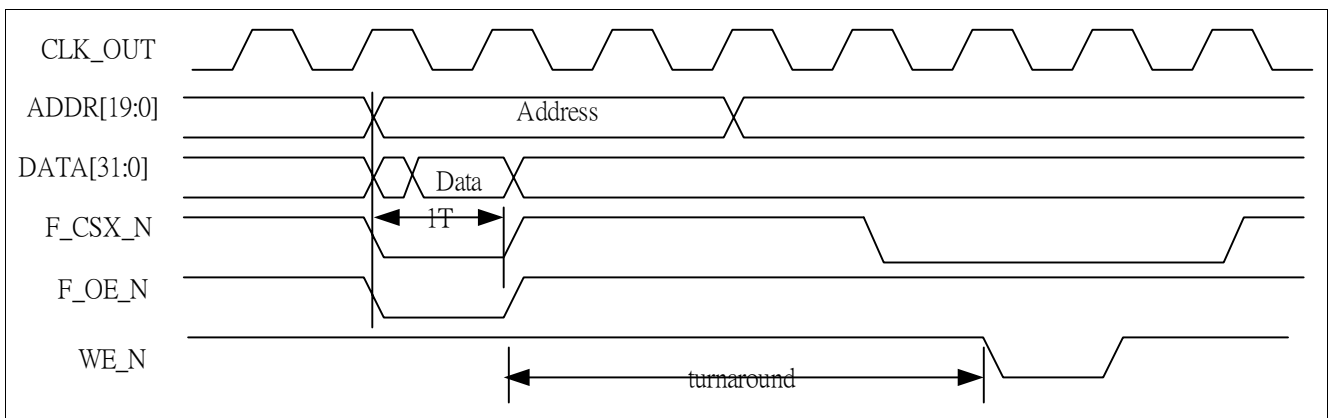 CLK_OUT
ADDR[19:0]
Address
DATA[31:0]
Data
F_CSX_N
1T
F_OE_N
WE_N
turnaround